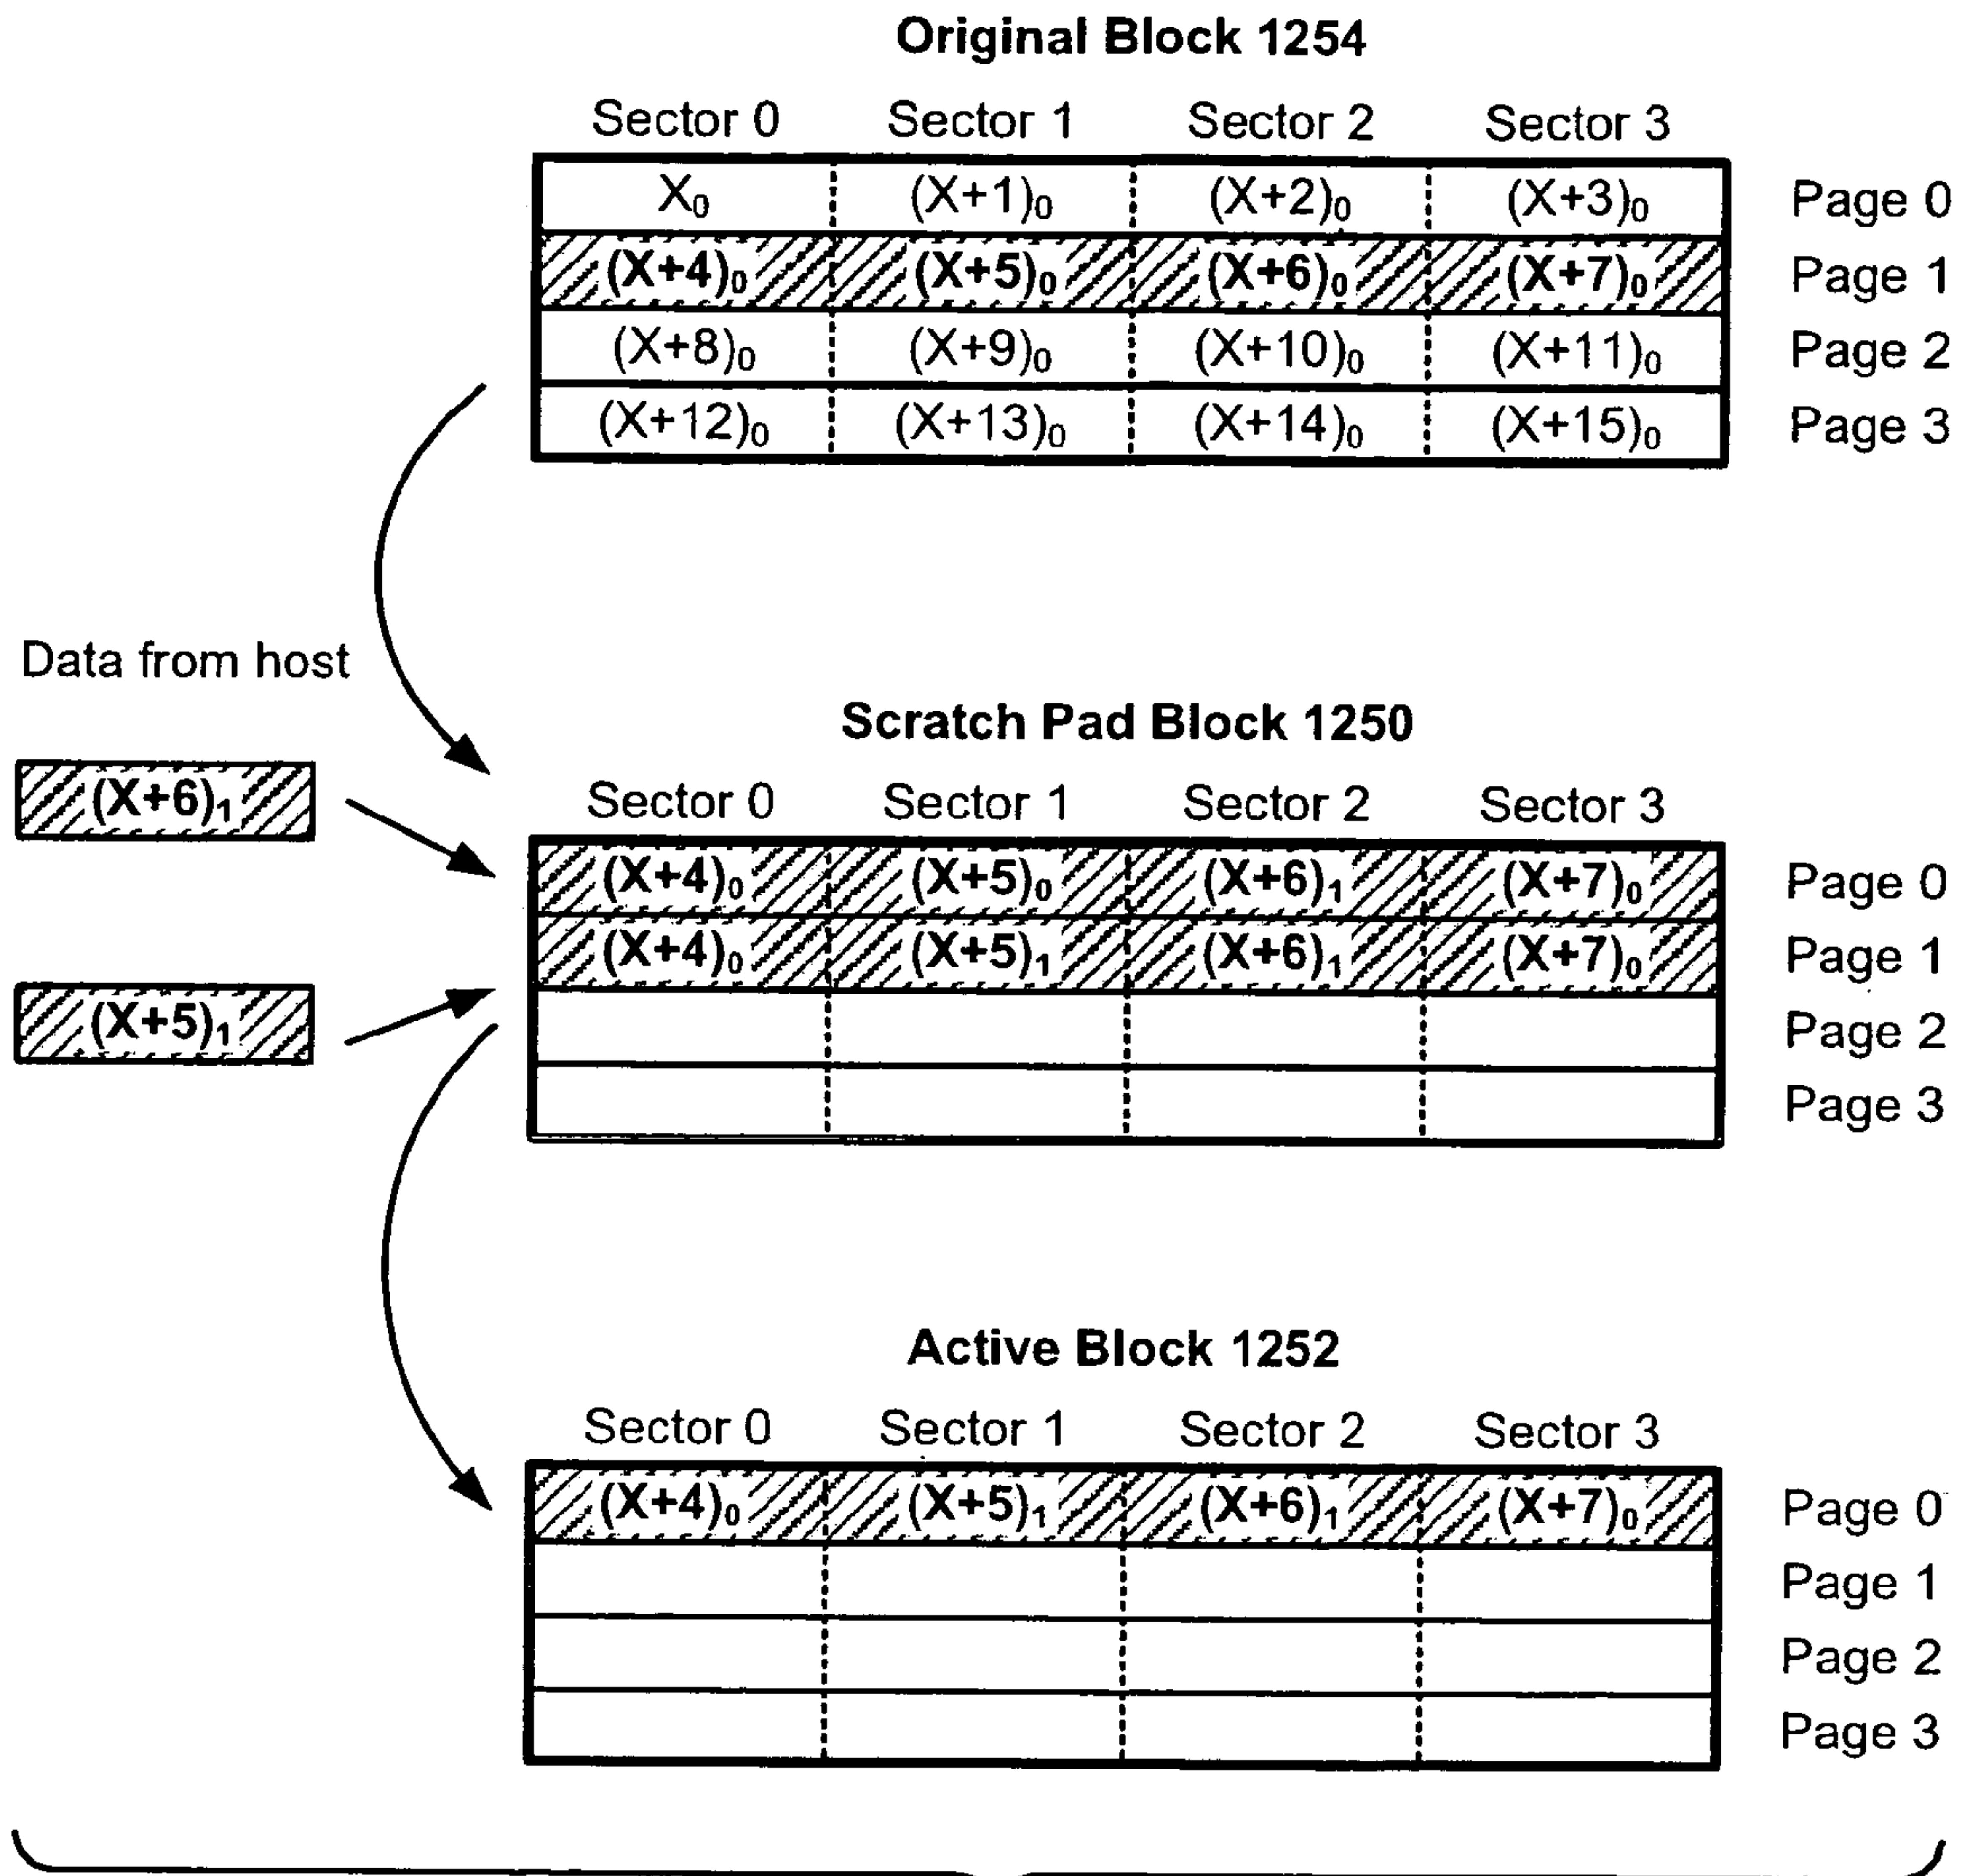 Original Block 1254
Sector 0 Sector 1 Sector 2 Sector 3
X₀ (X+1)₀ (X+2)₀ (X+3)₀ Page 0
(X+4)₀ (X+5)₀ (X+6)₀ (X+7)₀ Page 1
(X+8)₀ (X+9)₀ (X+10)₀ (X+11)₀ Page 2
(X+12)₀ (X+13)₀ (X+14)₀ (X+15)₀ Page 3
Data from host
Scratch Pad Block 1250
(X+6)₁
Sector 0 Sector 1 Sector 2 Sector 3
(X+4)₀ (X+5)₀ (X+6)₁ (X+7)₀ Page 0
(X+4)₀ (X+5)₁ (X+6)₁ (X+7)₀ Page 1
(X+5)₁ Page 2
Page 3
Active Block 1252
Sector 0 Sector 1 Sector 2 Sector 3
(X+4)₀ (X+5)₁ (X+6)₁ (X+7)₀ Page 0
Page 1
Page 2
Page 3